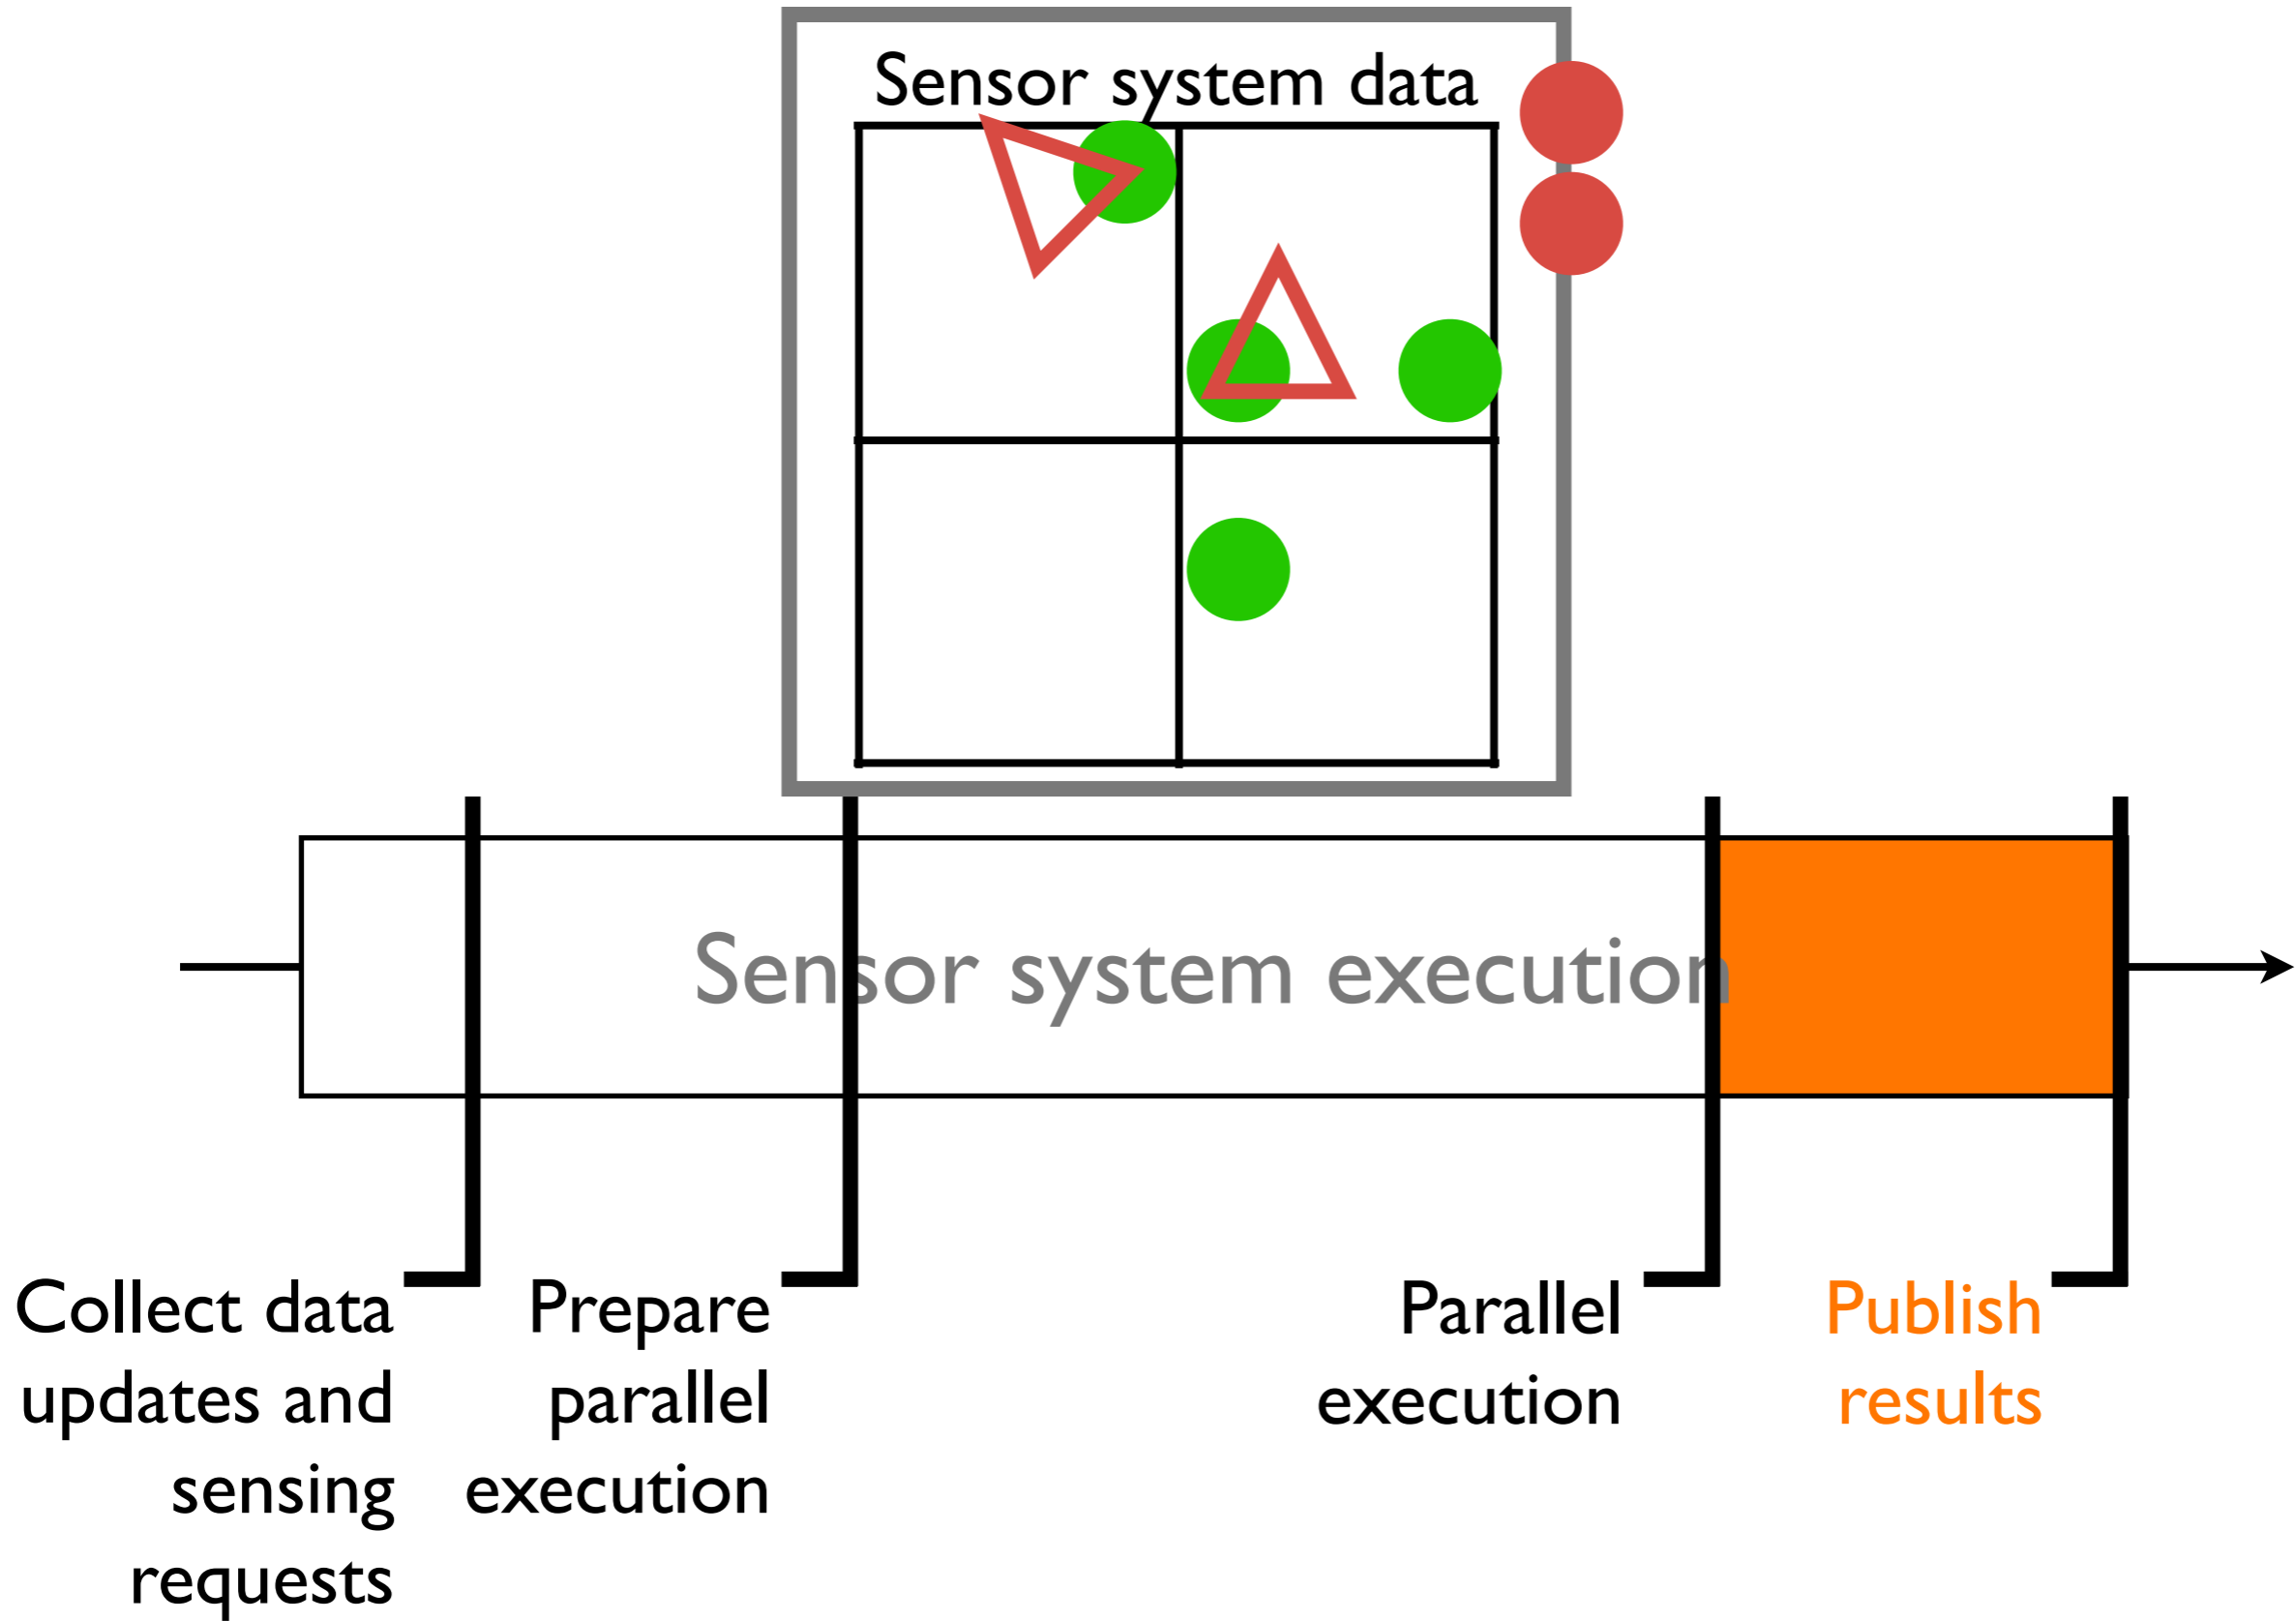 Sensor system data
Sensor system execution
Collect data
updates and
sensing
requests
Prepare
parallel
execution
Parallel
execution
Publish
results